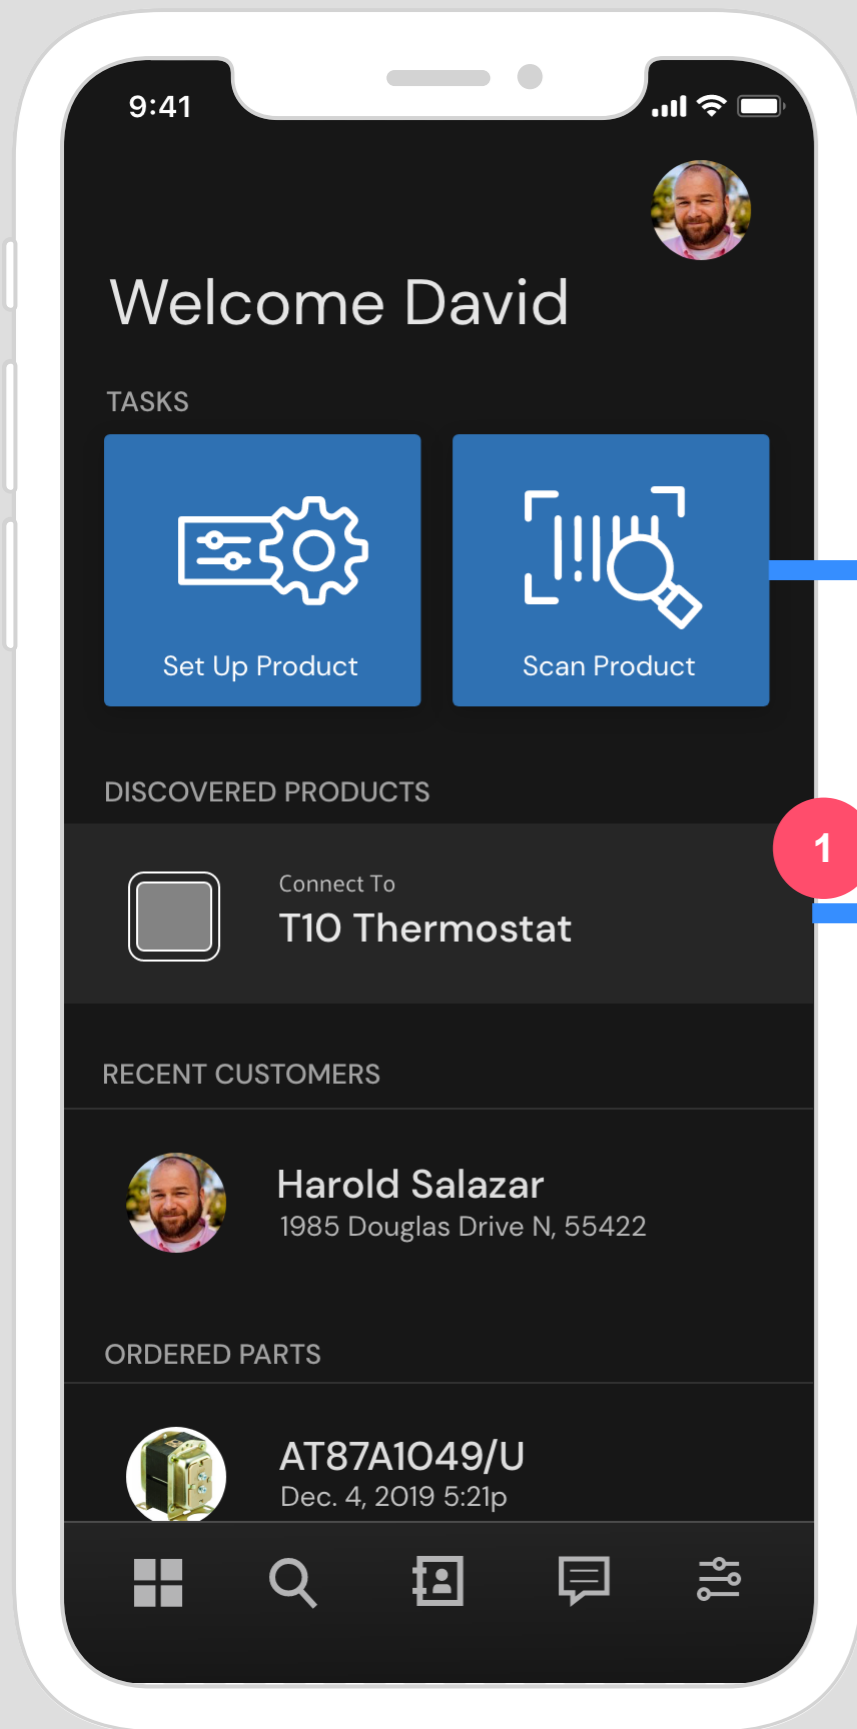 9:41
Welcome David
TASKS
Set Up Product
Scan Product
DISCOVERED PRODUCTS
1
Connect To
T10 Thermostat
RECENT CUSTOMERS
Harold Salazar
1985 Douglas Drive N, 55422
ORDERED PARTS
AT87A1049/U
Dec. 4, 2019 5:21p